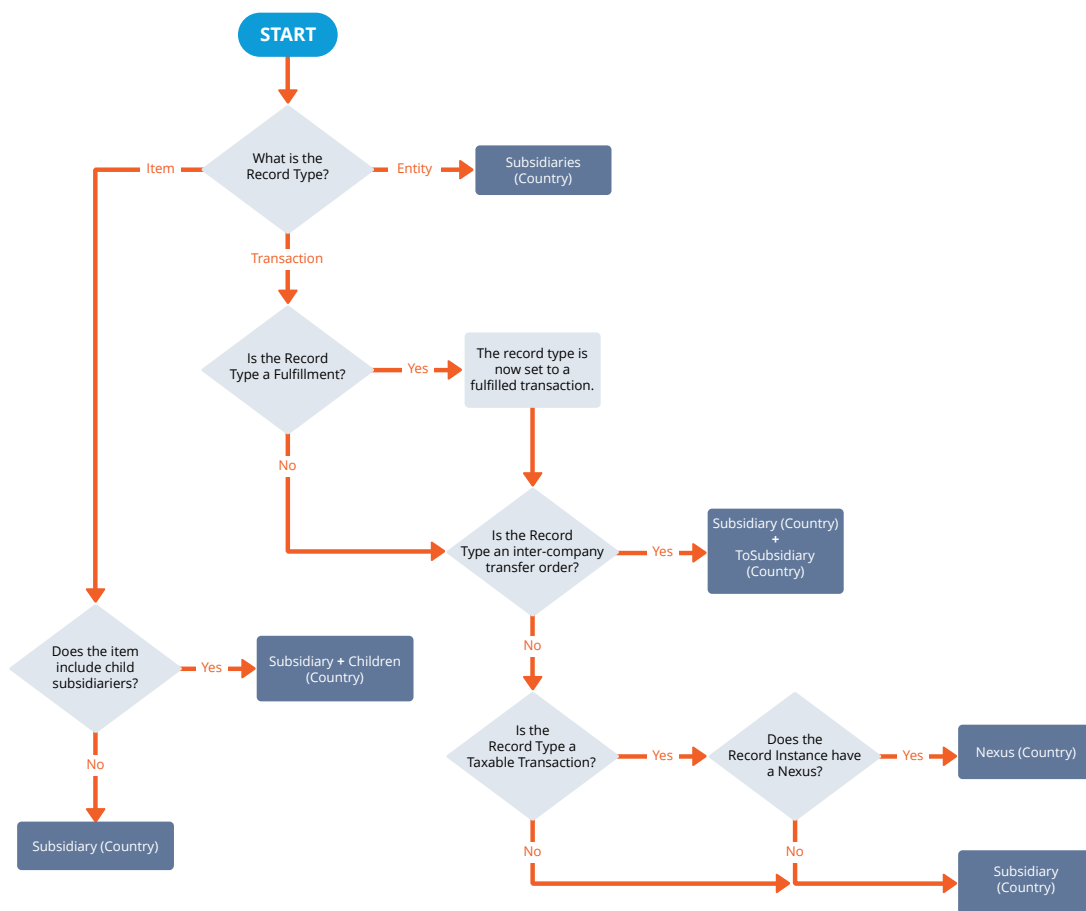 START
What is the
Record Type?
Item
Entity
Subsidiaries
(Country)
Transaction
Is the Record
Type a Fulfillment?
Yes
The record type is
now set to a
fulfilled transaction.
No
Is the Record
Type an inter-company
transfer order?
Yes
Subsidiary (Country)
+
ToSubsidiary
(Country)
Does the item
include child
subsidiariers?
Yes
Subsidiary + Children
(Country)
No
Is the
Record Type a
Taxable Transaction?
Yes
Does the
Record Instance have
a Nexus?
Yes
Nexus (Country)
No
Subsidiary (Country)
No
No
Subsidiary
(Country)